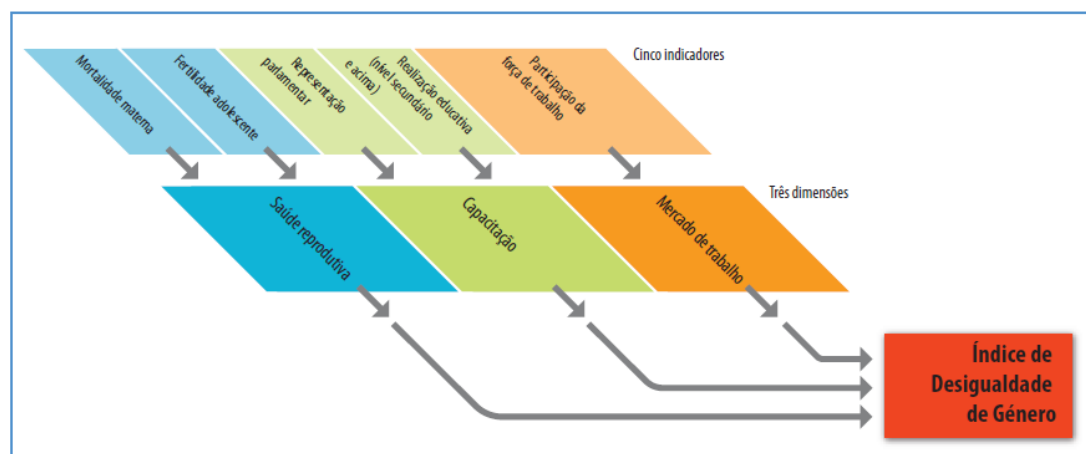 Cinco indicadores
Mortalidade materna
Fertilidade adolescente
Representação
parlamentar
Realização educativa
(nível secundário
e acima)
Participação da
força de trabalho
Três dimensões
Saúde reprodutiva
Capacitação
Mercado de trabalho
Índice de
Desigualdade
de Género